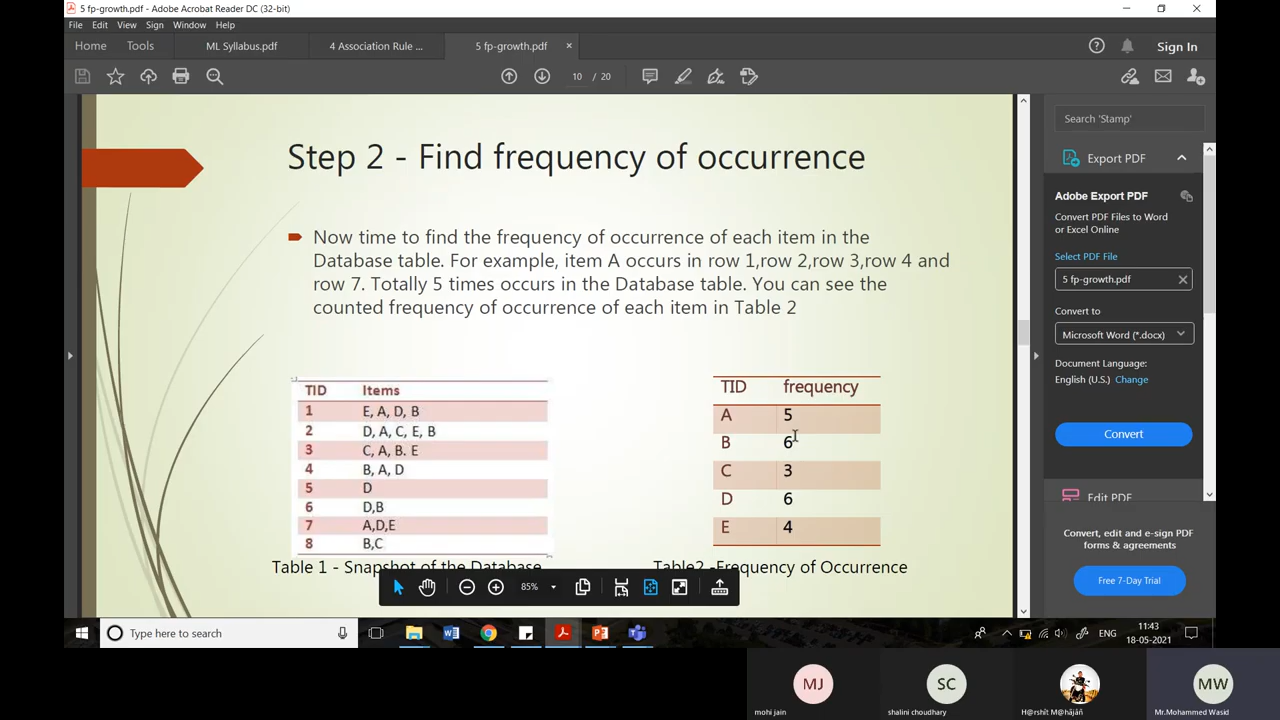 5 fp-growth.pdf - Adobe Acrobat Reader DC (32-bit)
File Edit View Sign Window Help
Home Tools ML Syllabus.pdf 4 Association Rule ... 5 fp-growth.pdf × Sign In
10 / 20
Search 'Stamp'
Step 2 - Find frequency of occurrence
Now time to find the frequency of occurrence of each item in the
Database table. For example, item A occurs in row 1,row 2,row 3,row 4 and
row 7. Totally 5 times occurs in the Database table. You can see the
counted frequency of occurrence of each item in Table 2
TID Items
1 E, A, D, B
2 D, A, C, E, B
3 C, A, B. E
4 B, A, D
5 D
6 D,B
7 A,D,E
8 B,C
Table 1 - Snapshot of the Database
TID frequency
A 5
B 6
C 3
D 6
E 4
Table2 -Frequency of Occurrence
85%
Export PDF
Adobe Export PDF
Convert PDF Files to Word
or Excel Online
Select PDF File
5 fp-growth.pdf
Convert to
Microsoft Word (*.docx)
Document Language:
English (U.S.) Change
Convert
Edit PDF
Convert, edit and e-sign PDF
forms & agreements
Free 7-Day Trial
Type here to search
ENG
11:43
18-05-2021
MJ
mohi jain
SC
shalini choudhary
H@rshít M@hãjáñ
MW
Mr.Mohammed Wasid